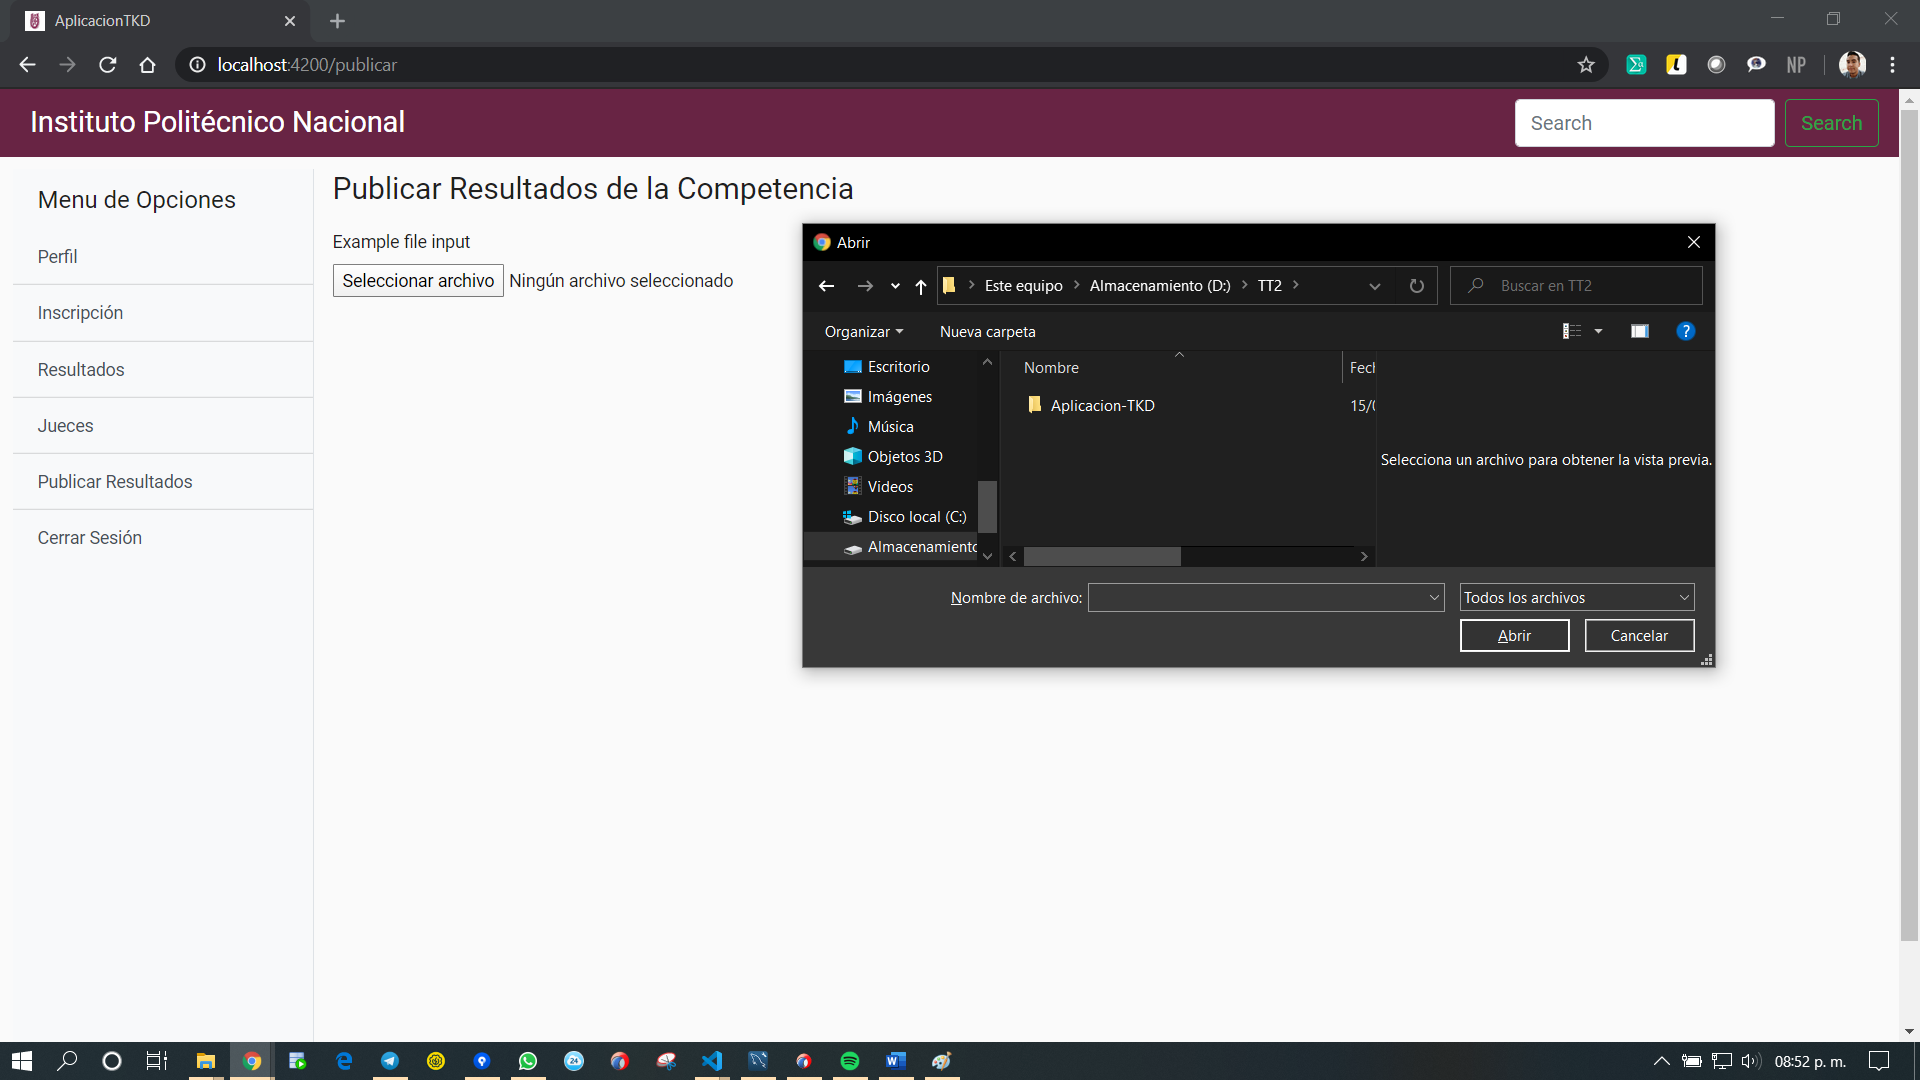 AplicacionTKD
localhost:4200/publicar
NP
Instituto Politécnico Nacional
Search
Search
Menu de Opciones
Perfil
Inscripción
Resultados
Jueces
Publicar Resultados
Cerrar Sesión
Publicar Resultados de la Competencia
Example file input
Seleccionar archivo Ningún archivo seleccionado
Abrir
Este equipo > Almacenamiento (D:) > TT2 >
Buscar en TT2
Organizar
Nueva carpeta
?
Escritorio
Imágenes
Música
Objetos 3D
Videos
Disco local (C:)
Almacenamiento
Nombre
Fech
Aplicacion-TKD
15/0
Selecciona un archivo para obtener la vista previa.
Nombre de archivo:
Todos los archivos
Abrir
Cancelar
24
08:52 p. m.